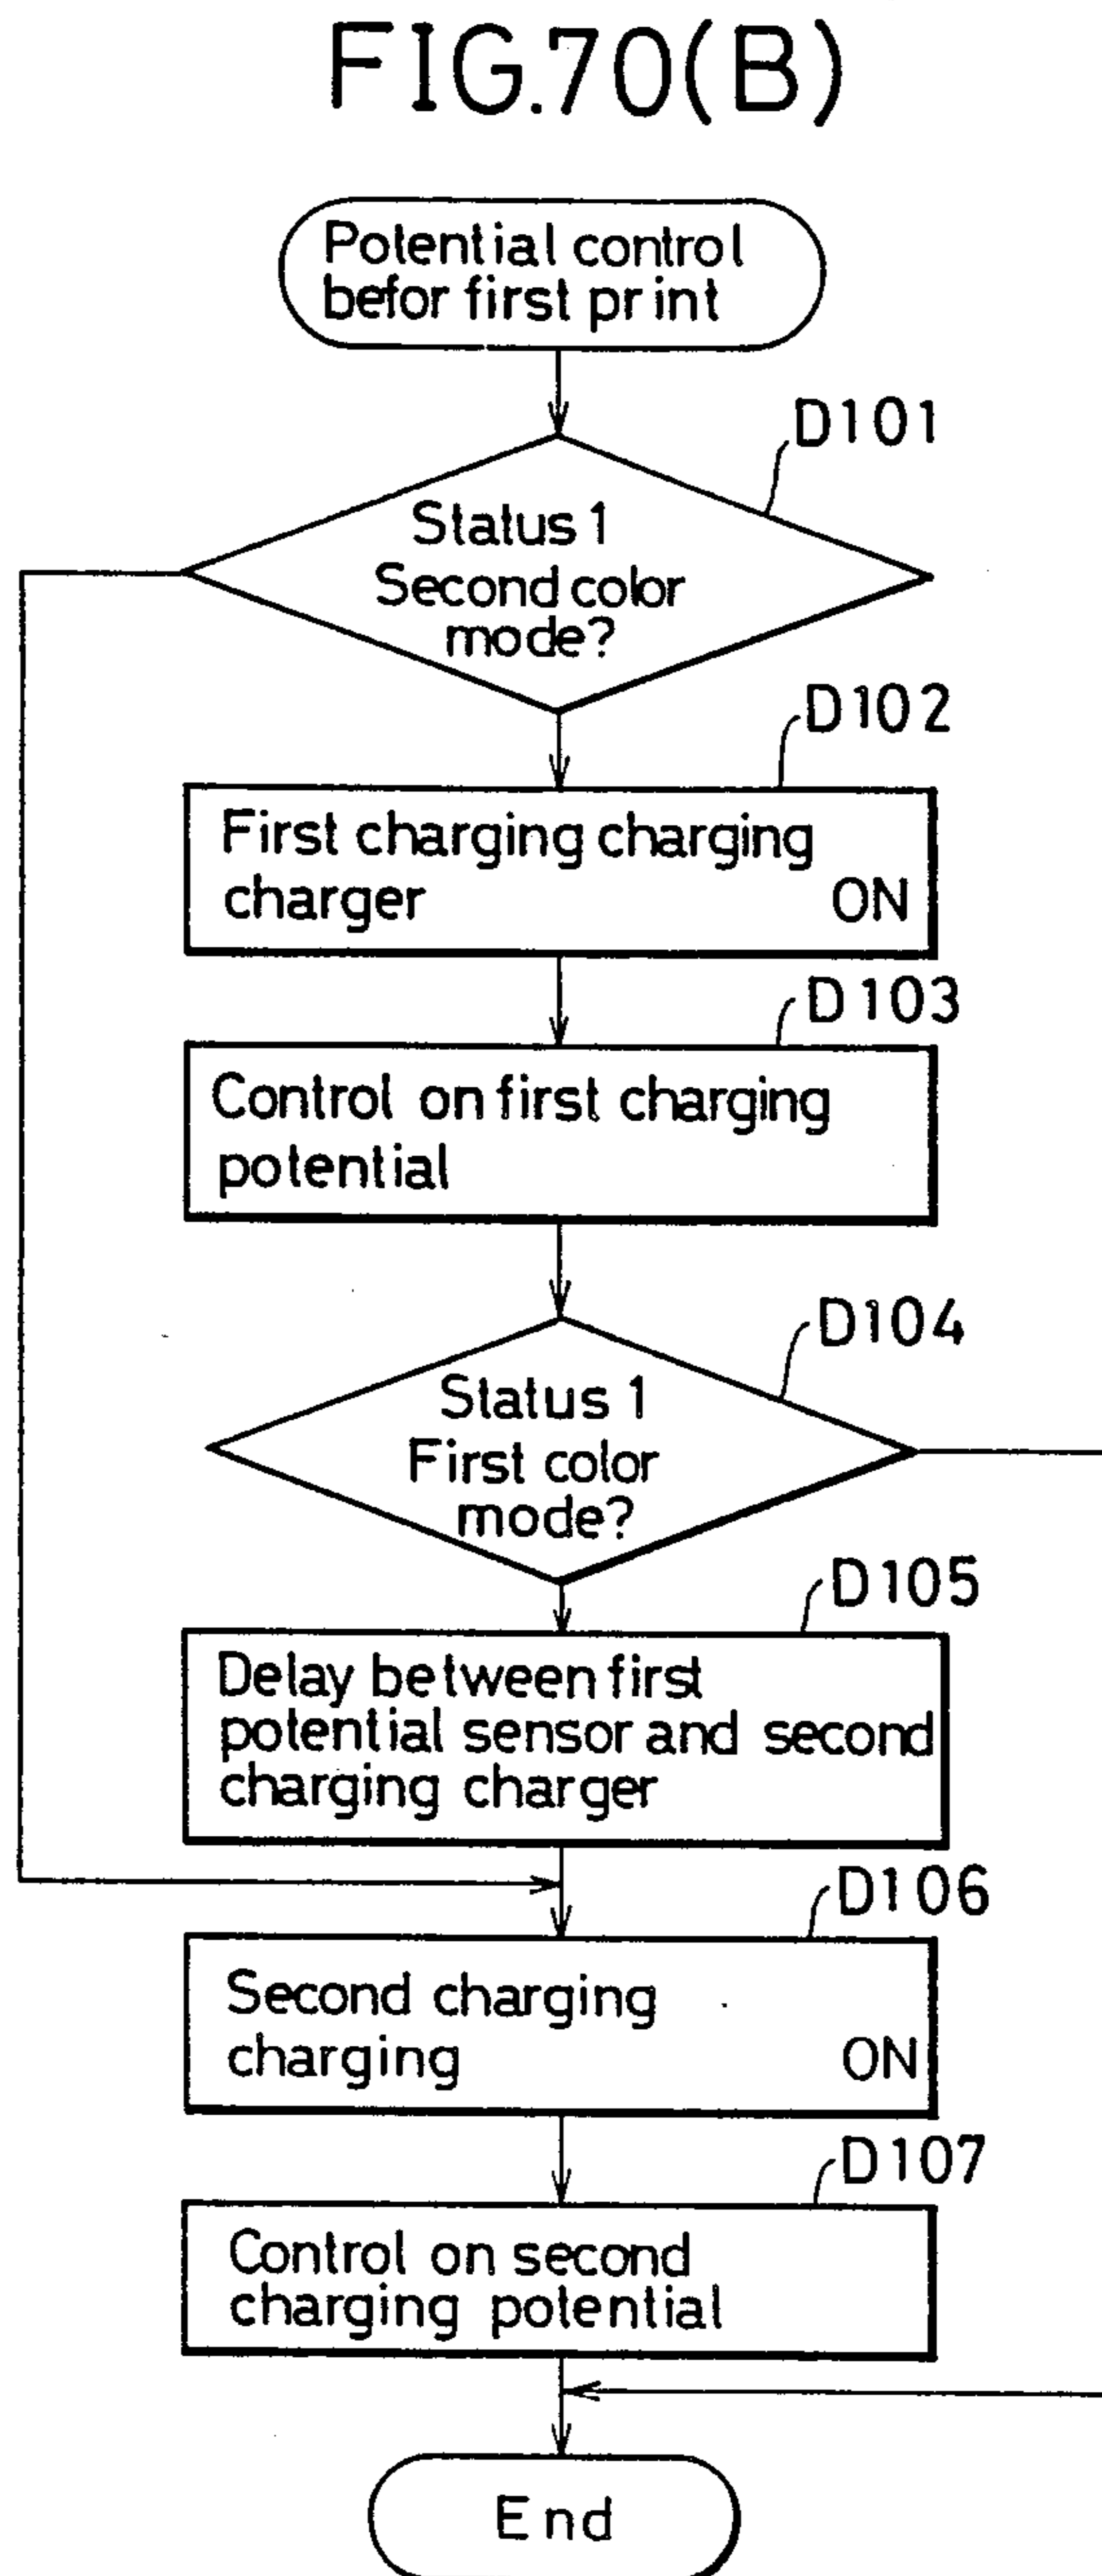 FIG.70(B)
Potential control
befor first print
D101
Status 1
Second color
mode?
D102
First charging charging
charger ON
D103
Control on first charging
potential
D104
Status 1
First color
mode?
D105
Delay between first
potential sensor and second
charging charger
D106
Second charging
charging ON
D107
Control on second
charging potential
End